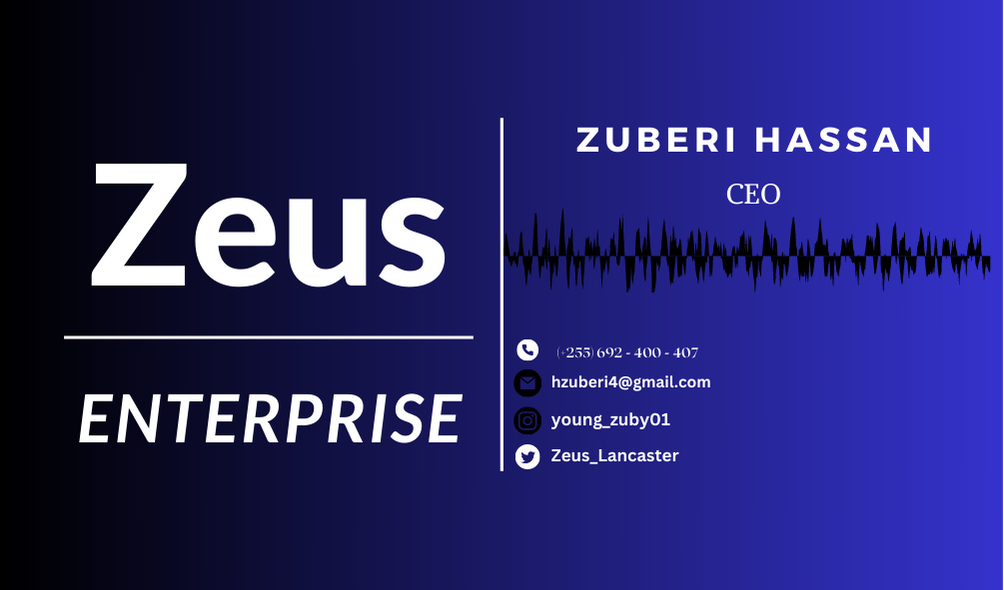 Zeus
ENTERPRISE
ZUBERI HASSAN
CEO
(+255) 692 - 400 - 407
hzuberi4@gmail.com
young_zuby01
Zeus_Lancaster